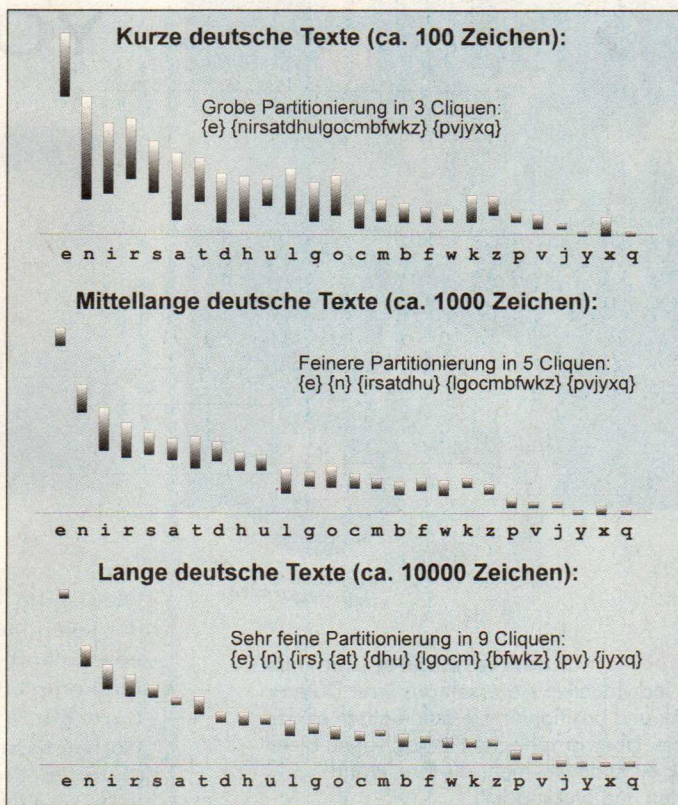 Kurze deutsche Texte (ca. 100 Zeichen):
Grobe Partitionierung in 3 Cliquen:
{e} {nirsatdhulgocmbfwkz} {pvjyxq}
e n i r s a t d h u l g o c m b f w k z p v j y x q
Mittellange deutsche Texte (ca. 1000 Zeichen):
Feinere Partitionierung in 5 Cliquen:
{e} {n} {irsatdhu} {lgocmbfwkz} {pvjyxq}
e n i r s a t d h u l g o c m b f w k z p v j y x q
Lange deutsche Texte (ca. 10000 Zeichen):
Sehr feine Partitionierung in 9 Cliquen:
{e} {n} {irs} {at} {dhu} {lgocm} {bfwkz} {pv} {jyxq}
e n i r s a t d h u l g o c m b f w k z p v j y x q